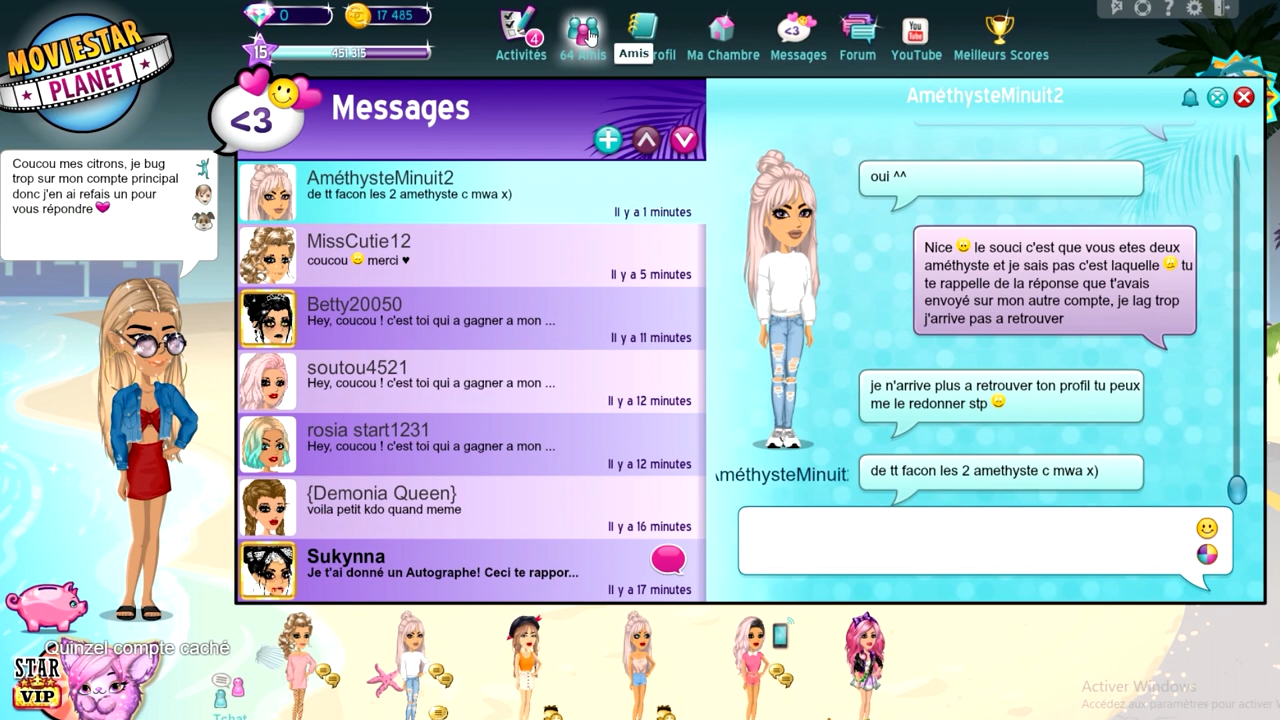 MOVIESTAR
PLANET
0
17 485
15
451.315
Activités
4
64 Amis
Amis
rofil
Ma Chambre
<3
Messages
Forum
You
Tube
YouTube
Meilleurs Scores
Coucou mes citrons, je bug
trop sur mon compte principal
donc j'en ai refais un pour
vous répondre
<3
Messages
AméthysteMinuit2
de tt facon les 2 amethyste c mwa x)
Il y a 1 minutes
MissCutie12
coucou 🙂 merci ♥
Il y a 5 minutes
Betty20050
Hey, coucou ! c'est toi qui a gagner a mon ...
Il y a 11 minutes
soutou4521
Hey, coucou ! c'est toi qui a gagner a mon ...
Il y a 12 minutes
rosia start1231
Hey, coucou ! c'est toi qui a gagner a mon ...
Il y a 12 minutes
{Demonia Queen}
voila petit kdo quand meme
Il y a 16 minutes
Sukynna
Je t'ai donné un Autographe! Ceci te rappor...
Il y a 17 minutes
AméthysteMinuit2
oui ^^
Nice 🙂 le souci c'est que vous etes deux
améthyste et je sais pas c'est laquelle 🙁 tu
te rappelle de la réponse que t'avais
envoyé sur mon autre compte, je lag trop
j'arrive pas a retrouver
je n'arrive plus a retrouver ton profil tu peux
me le redonner stp 🙂
de tt facon les 2 amethyste c mwa x)
AméthysteMinuit
Quinzel compte caché
STAR
VIP
Tchat
Activer Windows
Accédez aux paramètres pour activer